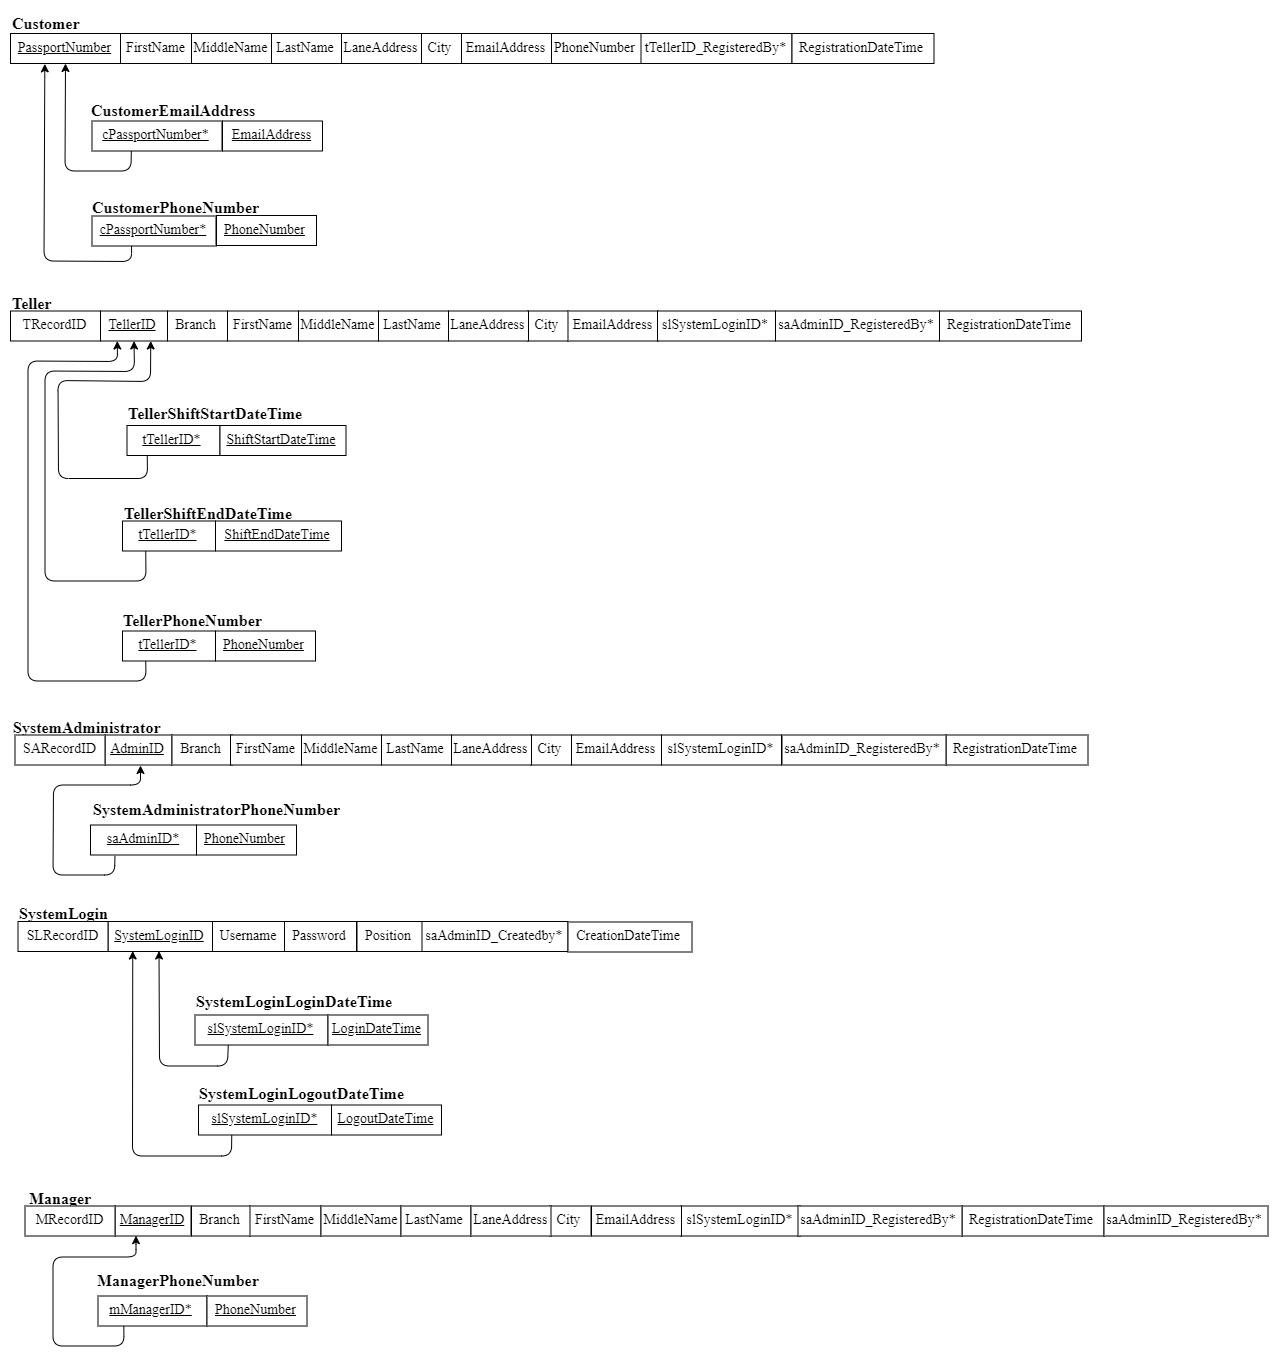 Customer
PassportNumber FirstName MiddleName LastName LaneAddress City EmailAddress PhoneNumber tTellerID_RegisteredBy* RegistrationDateTime
CustomerEmailAddress
cPassportNumber* EmailAddress
CustomerPhoneNumber
cPassportNumber* PhoneNumber
Teller
TRecordID TellerID Branch FirstName MiddleName LastName LaneAddress City EmailAddress slSystemLoginID* saAdminID_RegisteredBy* RegistrationDateTime
TellerShiftStartDateTime
tTellerID* ShiftStartDateTime
TellerShiftEndDateTime
tTellerID* ShiftEndDateTime
TellerPhoneNumber
tTellerID* PhoneNumber
SystemAdministrator
SARecordID AdminID Branch FirstName MiddleName LastName LaneAddress City EmailAddress slSystemLoginID* saAdminID_RegisteredBy* RegistrationDateTime
SystemAdministratorPhoneNumber
saAdminID* PhoneNumber
SystemLogin
SLRecordID SystemLoginID Username Password Position saAdminID_Createdby* CreationDateTime
SystemLoginLoginDateTime
slSystemLoginID* LoginDateTime
SystemLoginLogoutDateTime
slSystemLoginID* LogoutDateTime
Manager
MRecordID ManagerID Branch FirstName MiddleName LastName LaneAddress City EmailAddress slSystemLoginID* saAdminID_RegisteredBy* RegistrationDateTime saAdminID_RegisteredBy*
ManagerPhoneNumber
mManagerID* PhoneNumber